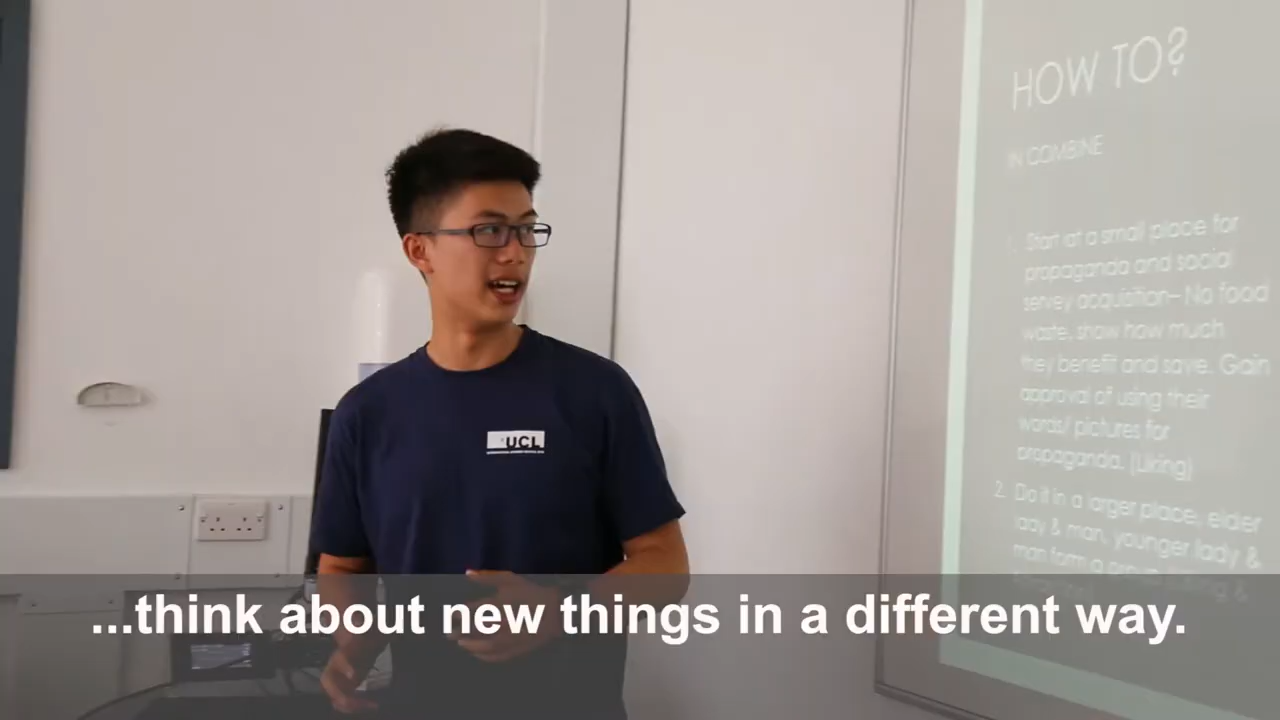 HOW TO?
IN COMBINE
1. Start at a small place for
propaganda and social
servey acquisition– No food
waste, show how much
they benefit and save. Gain
approval of using their
words/ pictures for
propaganda. (Liking)
2. Do it in a larger place, elder
lady & man, younger lady &
man form a
UCL
...think about new things in a different way.